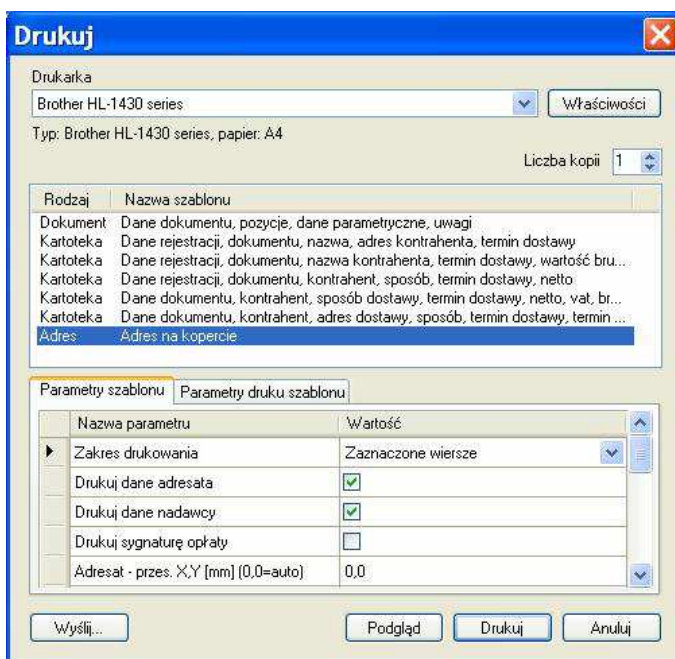 Drukuj
Drukarka
Brother HL-1430 series
Właściwości
Typ: Brother HL-1430 series, papier: A4
Liczba kopii 1
Rodzaj Nazwa szablonu
Dokument Dane dokumentu, pozycje, dane parametryczne, uwagi
Kartoteka Dane rejestracji, dokumentu, nazwa, adres kontrahenta, termin dostawy
Kartoteka Dane rejestracji, dokumentu, nazwa kontrahenta, termin dostawy, wartość bru...
Kartoteka Dane rejestracji, dokumentu, kontrahent, sposób, termin dostawy, netto
Kartoteka Dane dokumentu, kontrahent, sposób dostawy, termin dostawy, netto, vat, br...
Kartoteka Dane dokumentu, kontrahent, adres dostawy, sposób, termin dostawy, termin ...
Adres Adres na kopercie
Parametry szablonu Parametry druku szablonu
Nazwa parametru Wartość
Zakres drukowania Zaznaczone wiersze
Drukuj dane adresata
Drukuj dane nadawcy
Drukuj sygnaturę opłaty
Adresat - przes. X,Y [mm] (0,0=auto) 0,0
Wyślij... Podgląd Drukuj Anuluj